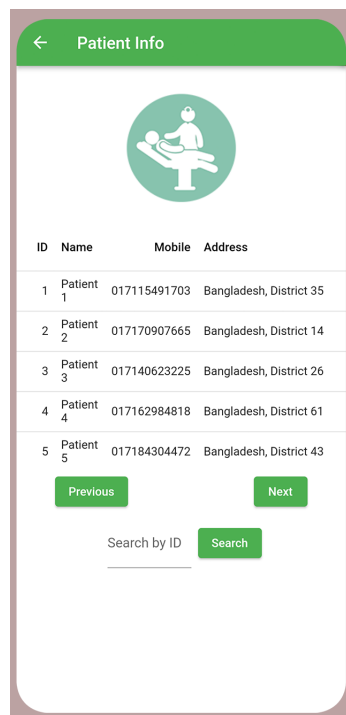 Patient Info
ID Name Mobile Address
1 Patient 1 017115491703 Bangladesh, District 35
2 Patient 2 017170907665 Bangladesh, District 14
3 Patient 3 017140623225 Bangladesh, District 26
4 Patient 4 017162984818 Bangladesh, District 61
5 Patient 5 017184304472 Bangladesh, District 43
Previous Next
Search by ID Search